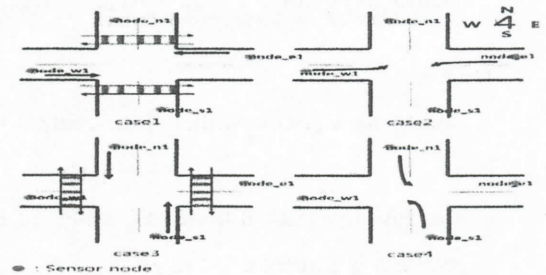 node_n1
node_n1
N
W
E
S
node_e1
node_e1
node_w1
node_w1
node_s1
node_s1
case1
case2
node_n1
node_n1
node_e1
node_w1
node_e1
node_s1
node_s1
case3
case4
: Sensor node